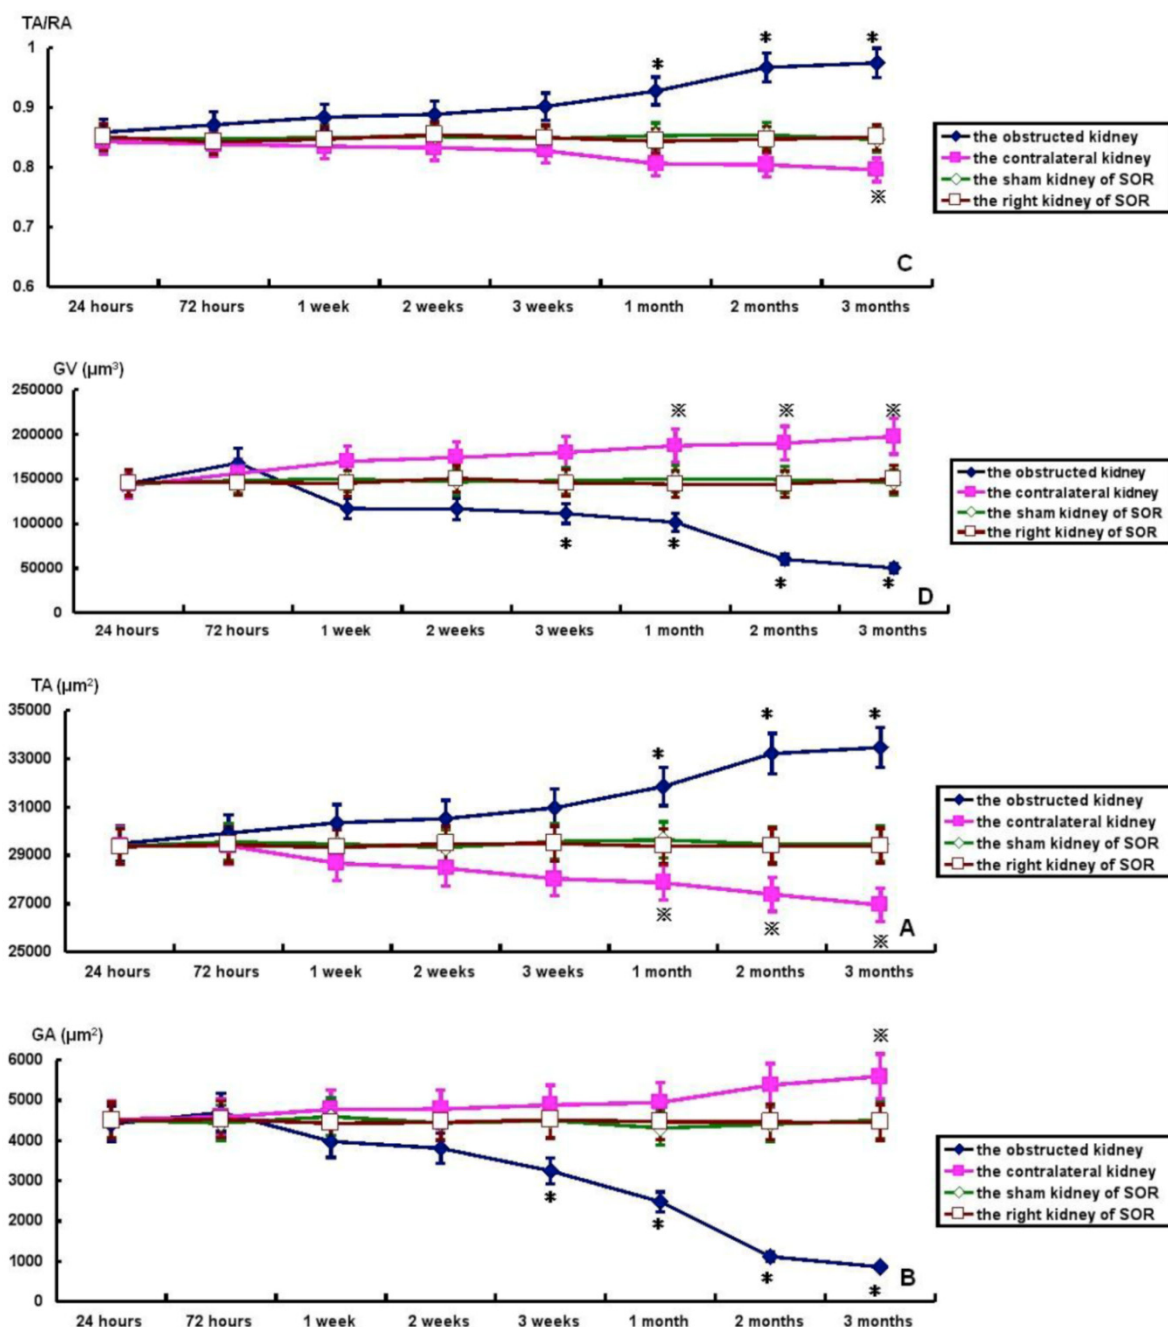 TA/RA
1
0.9
0.8
0.7
0.6
* * *
※
C
24 hours 72 hours 1 week 2 weeks 3 weeks 1 month 2 months 3 months
the obstructed kidney
the contralateral kidney
the sham kidney of SOR
the right kidney of SOR
GV (µm³)
250000
200000
150000
100000
50000
0
※ ※ ※
* * * *
D
24 hours 72 hours 1 week 2 weeks 3 weeks 1 month 2 months 3 months
the obstructed kidney
the contralateral kidney
the sham kidney of SOR
the right kidney of SOR
TA (µm²)
35000
33000
31000
29000
27000
25000
* * *
※ ※ ※
A
24 hours 72 hours 1 week 2 weeks 3 weeks 1 month 2 months 3 months
the obstructed kidney
the contralateral kidney
the sham kidney of SOR
the right kidney of SOR
GA (µm²)
6000
5000
4000
3000
2000
1000
0
※
* * * *
B
24 hours 72 hours 1 week 2 weeks 3 weeks 1 month 2 months 3 months
the obstructed kidney
the contralateral kidney
the sham kidney of SOR
the right kidney of SOR